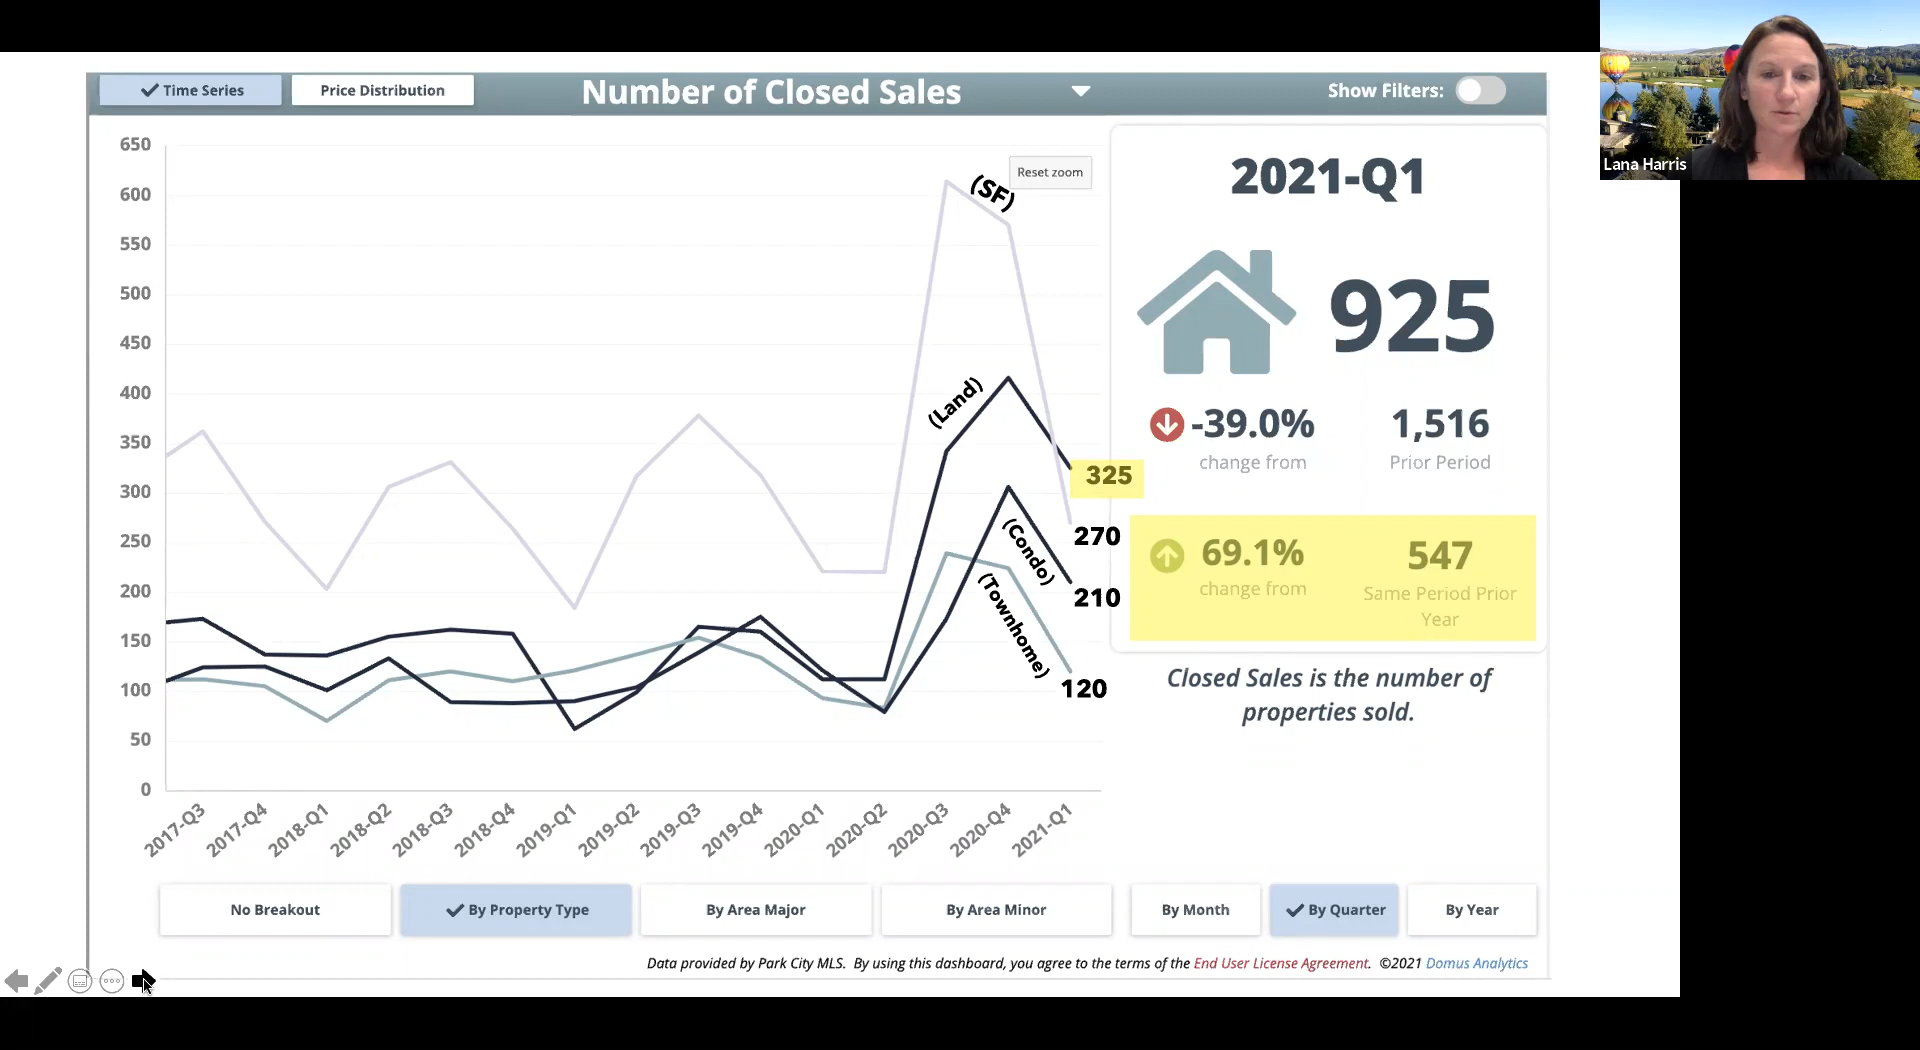 Time Series
Price Distribution
Number of Closed Sales
Show Filters:
Lana Harris
650
600
550
500
450
400
350
300
250
200
150
100
50
0
Reset zoom
(SF)
(Land)
(Condo)
(Townhome)
325
270
210
120
2017-Q3
2017-Q4
2018-Q1
2018-Q2
2018-Q3
2018-Q4
2019-Q1
2019-Q2
2019-Q3
2019-Q4
2020-Q1
2020-Q2
2020-Q3
2020-Q4
2021-Q1
2021-Q1
925
-39.0%
change from
1,516
Prior Period
69.1%
change from
547
Same Period Prior
Year
Closed Sales is the number of
properties sold.
No Breakout
By Property Type
By Area Major
By Area Minor
By Month
By Quarter
By Year
Data provided by Park City MLS. By using this dashboard, you agree to the terms of the End User License Agreement. ©2021 Domus Analytics